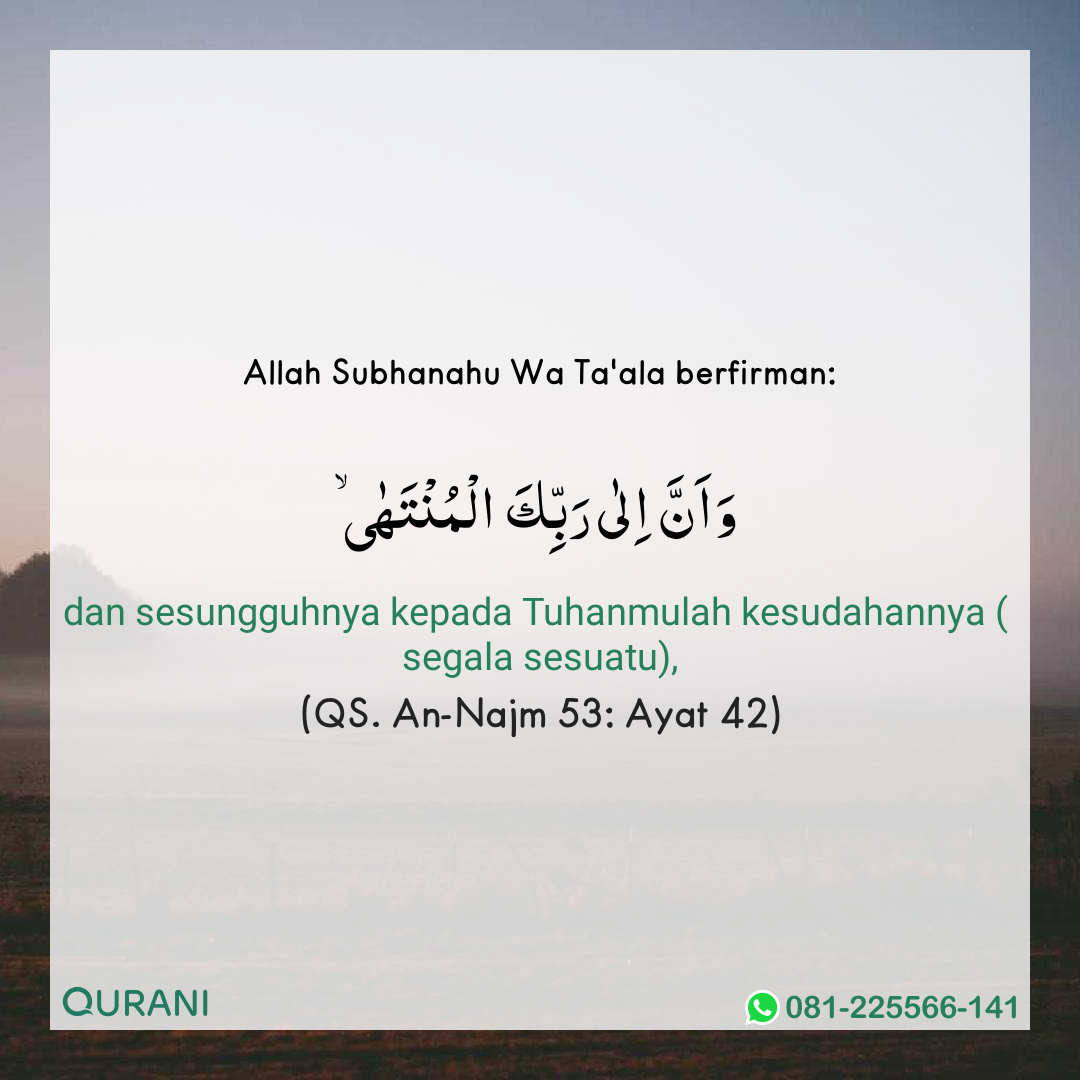 Allah Subhanahu Wa Ta'ala berfirman:
وَاَنَّ اِلٰى رَبِّكَ الْمُنْتَهٰىۙ
dan sesungguhnya kepada Tuhanmulah kesudahannya (
segala sesuatu),
(QS. An-Najm 53: Ayat 42)
QURANI
081-225566-141